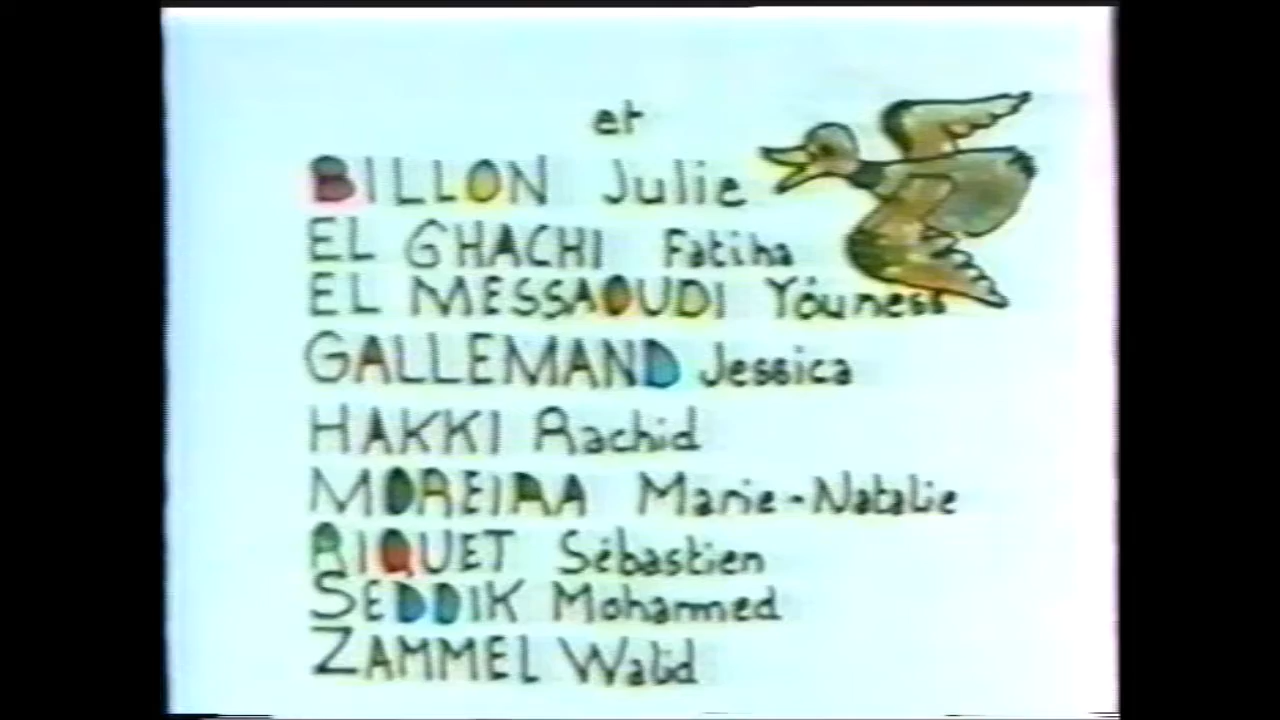 et
BILLON Julie
EL GHACHI Fatiha
EL MESSAOUDI Youness
GALLEMAND Jessica
HAKKI Rachid
MOREIRA Marie-Natalie
RIQUET Sébastien
SEDDIK Mohammed
ZAMMEL Walid